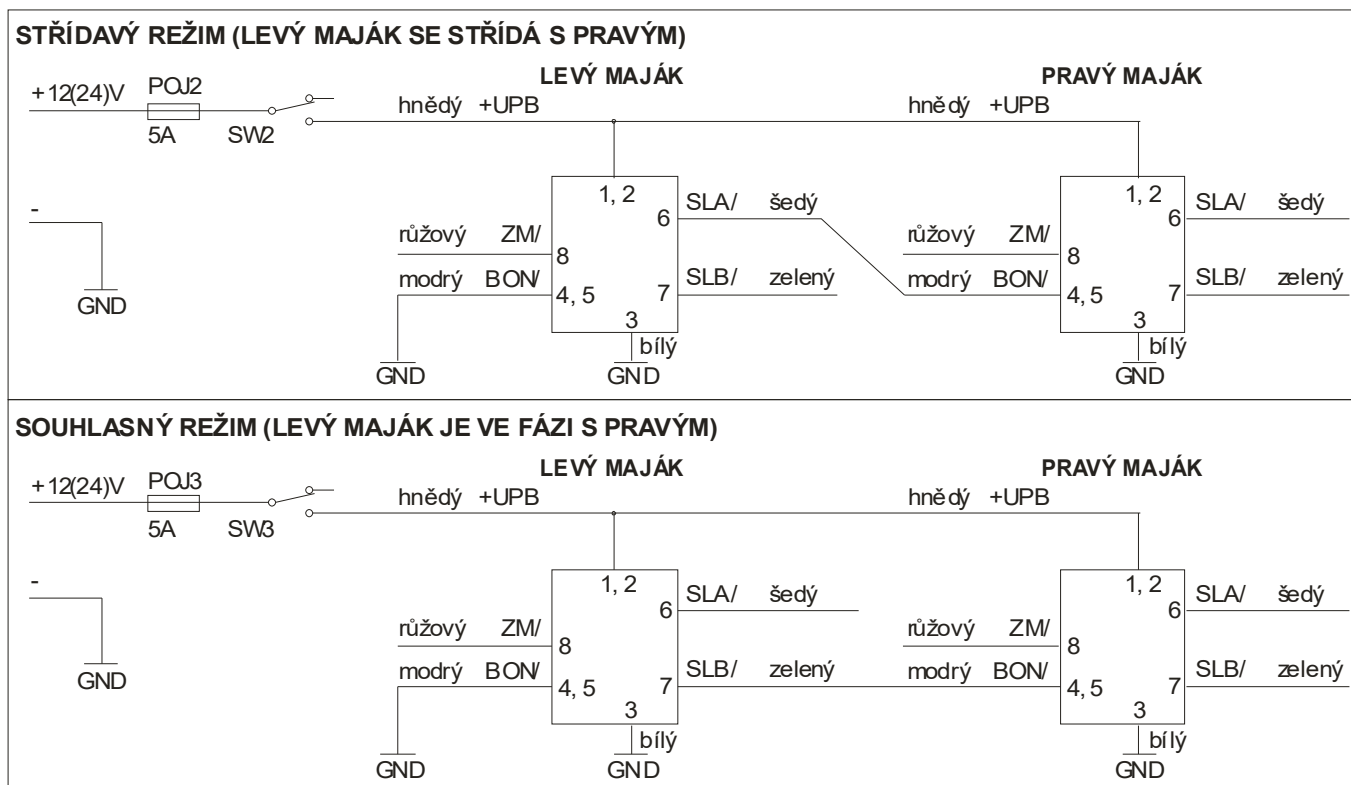 STŘÍDAVÝ REŽIM (LEVÝ MAJÁK SE STŘÍDÁ S PRAVÝM)
LEVÝ MAJÁK PRAVÝ MAJÁK
+12(24)V POJ2 hnědý +UPB hnědý +UPB
5A SW2
1, 2 1, 2
- 6 SLA/ šedý 6 SLA/ šedý
růžový ZM/ 8 růžový ZM/ 8
modrý BON/ 4, 5 7 SLB/ zelený modrý BON/ 4, 5 7 SLB/ zelený
GND 3 3
bílý bílý
GND GND GND
SOUHLASNÝ REŽIM (LEVÝ MAJÁK JE VE FÁZI S PRAVÝM)
LEVÝ MAJÁK PRAVÝ MAJÁK
+12(24)V POJ3 hnědý +UPB hnědý +UPB
5A SW3
1, 2 1, 2
- 6 SLA/ šedý 6 SLA/ šedý
růžový ZM/ 8 růžový ZM/ 8
modrý BON/ 4, 5 7 SLB/ zelený modrý BON/ 4, 5 7 SLB/ zelený
GND 3 3
bílý bílý
GND GND GND